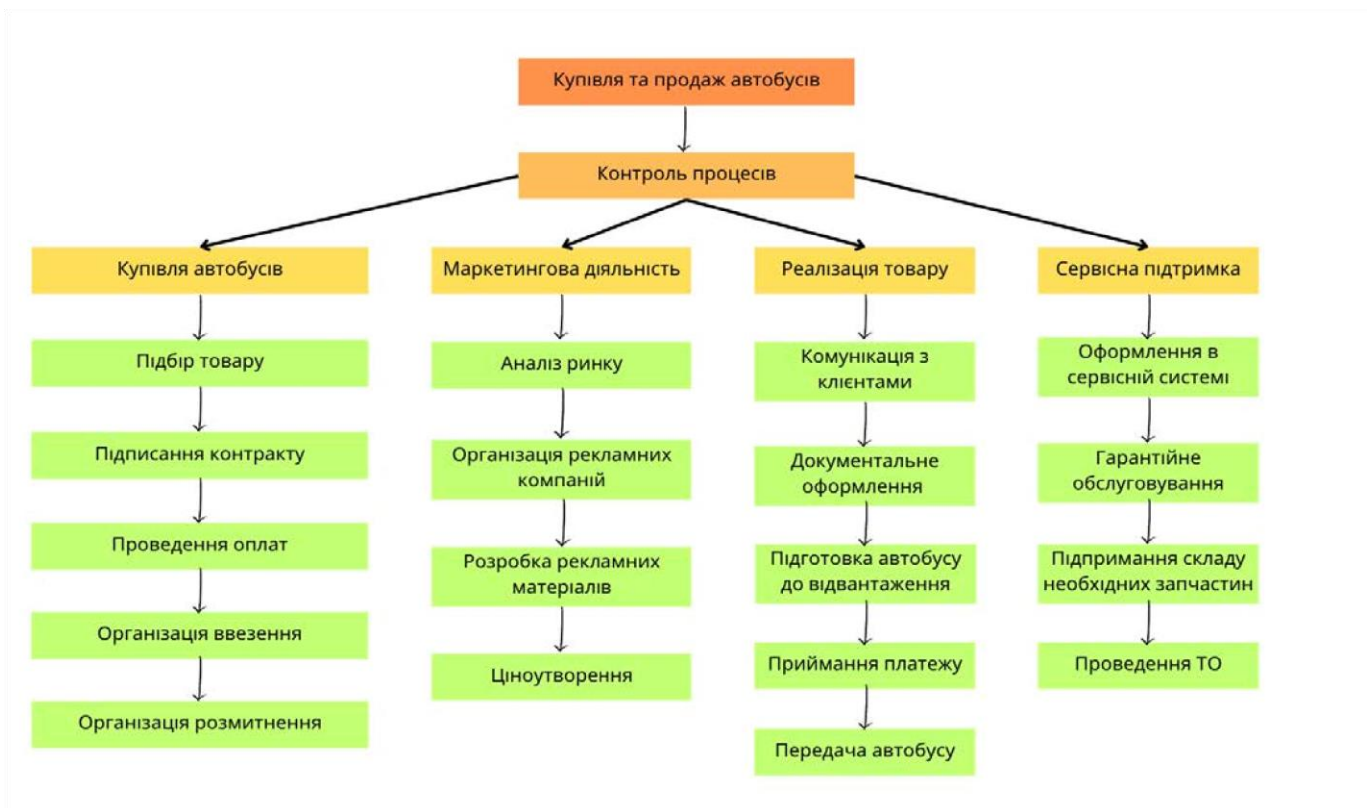 Купівля та продаж автобусів
Контроль процесів
Купівля автобусів
Підбір товару
Підписання контракту
Проведення оплат
Організація ввезення
Організація розмитнення
Маркетингова діяльність
Аналіз ринку
Організація рекламних
компаній
Розробка рекламних
матеріалів
Ціноутворення
Реалізація товару
Комунікація з
клієнтами
Документальне
оформлення
Підготовка автобусу
до відвантаження
Приймання платежу
Передача автобусу
Сервісна підтримка
Оформлення в
сервісній системі
Гарантійне
обслуговування
Підпримання складу
необхідних запчастин
Проведення ТО